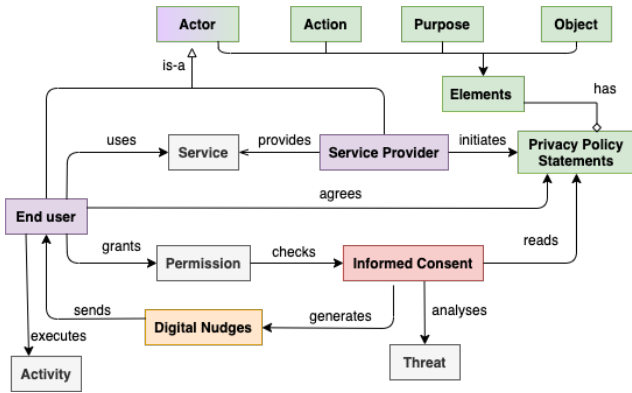 Actor
Action
Purpose
Object
is-a
Elements
has
uses
Service
provides
Service Provider
initiates
Privacy Policy
Statements
agrees
End user
grants
Permission
checks
Informed Consent
reads
sends
Digital Nudges
generates
analyses
executes
Threat
Activity